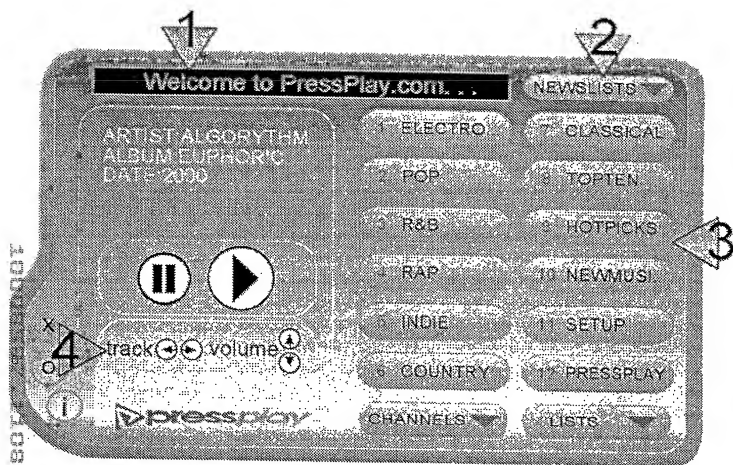 1
2
Welcome to PressPlay.com. . .
NEWSLISTS
ARTIST ALGORYTHM
ALBUM EUPHOR'C
DATE 2000
1 ELECTRO
7 CLASSICAL
2 POP
8 TOPTEN
3 R&B
9 HOTPICKS
3
4 RAP
10 NEWMUSI.
5 INDIE
11 SETUP
X
4
track volume
O
6 COUNTRY
12 PRESSPLAY
i
pressplay
CHANNELS
LISTS